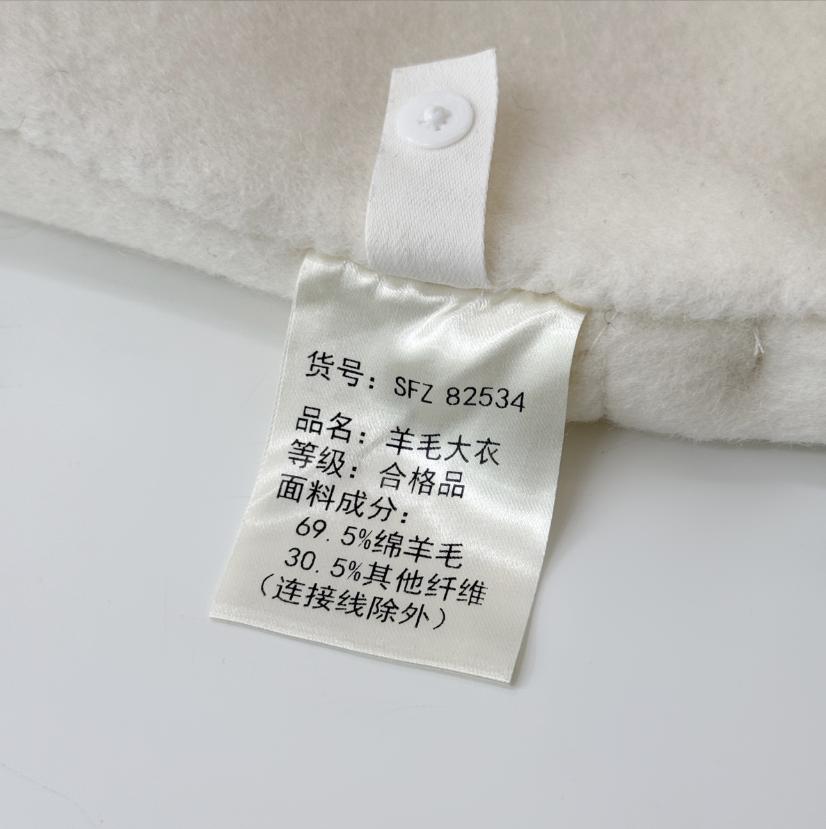 货号：SFZ 82534
品名：羊毛大衣
等级：合格品
面料成分：
69.5%绵羊毛
30.5%其他纤维
（连接线除外）